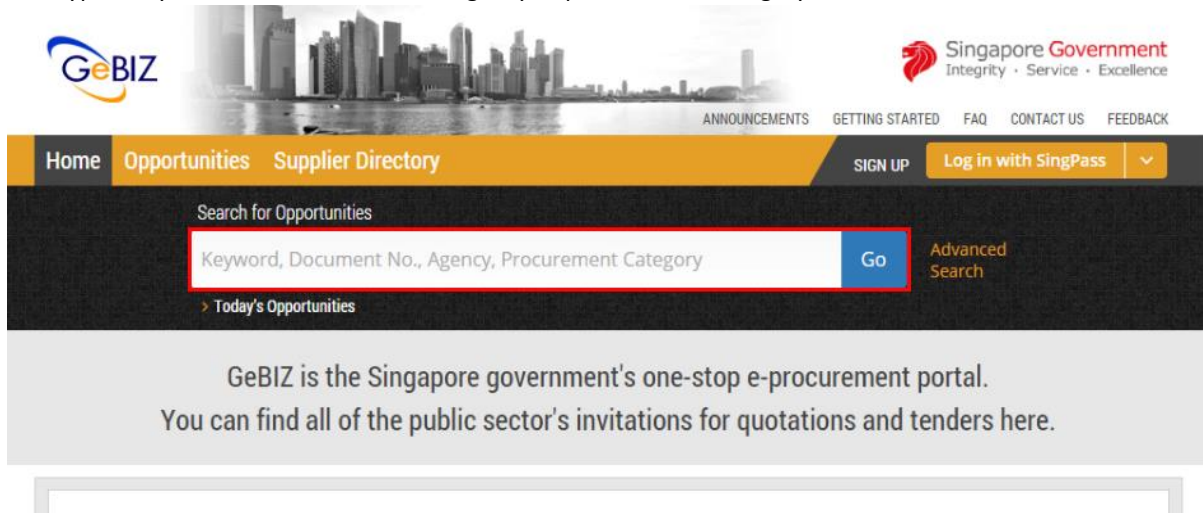 GeBIZ
Singapore Government
Integrity · Service · Excellence
ANNOUNCEMENTS GETTING STARTED FAQ CONTACT US FEEDBACK
Home Opportunities Supplier Directory SIGN UP Log in with SingPass
Search for Opportunities
Keyword, Document No., Agency, Procurement Category Go Advanced Search
> Today's Opportunities
GeBIZ is the Singapore government's one-stop e-procurement portal.
You can find all of the public sector's invitations for quotations and tenders here.